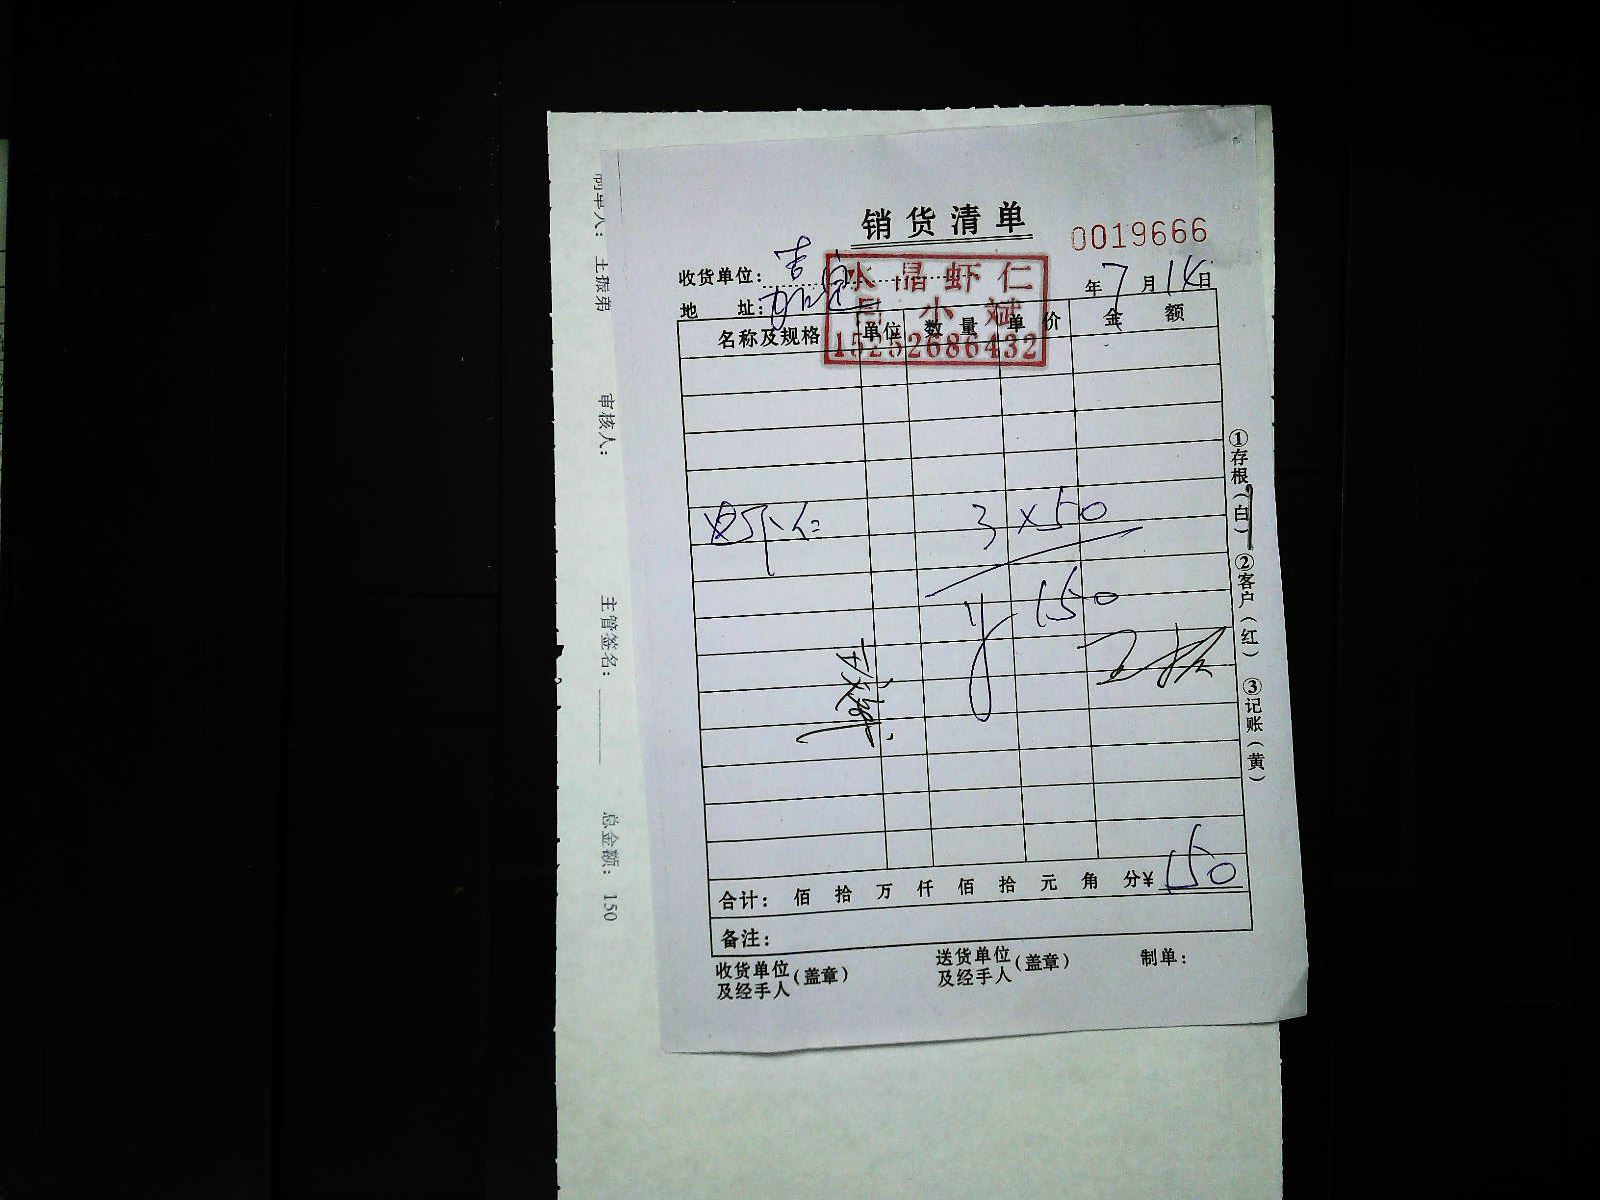 销货清单
0019666
收货单位：
年7月14日
地 址：
水晶虾仁
吕小斌
15252686432
名称及规格 单位 数量 单价 金额
3×50
150
①存根（白） ②客户（红） ③记账（黄）
合计： 佰 拾 万 仟 佰 拾 元 角 分¥ 150
备注：
收货单位及经手人（盖章） 送货单位及经手人（盖章） 制单：
审核人：
主管签名：
总金额： 150